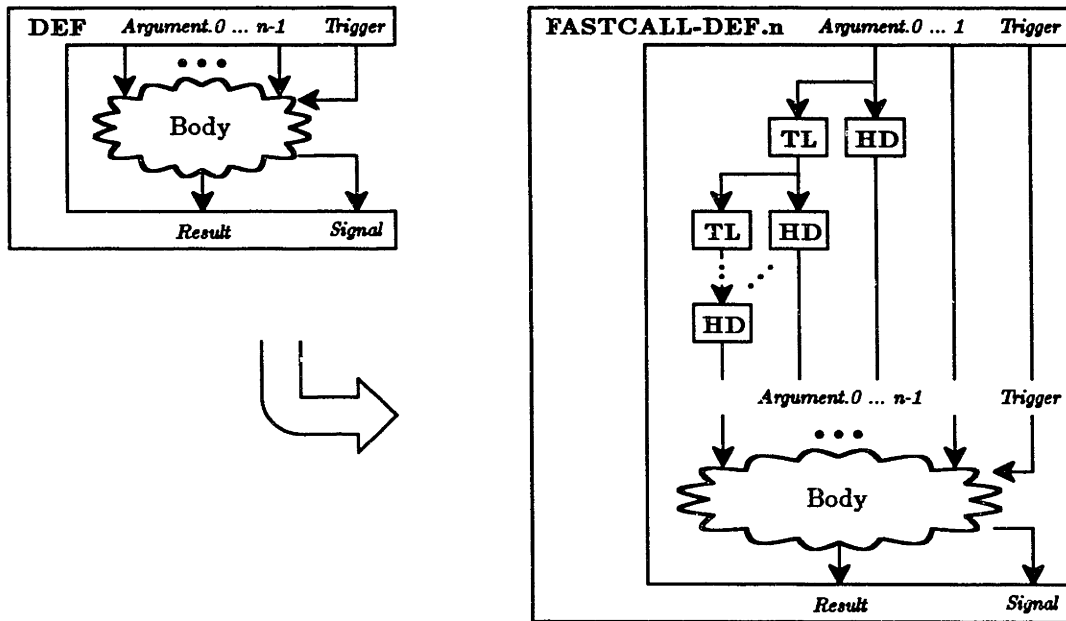 DEF Argument.0 ... n-1 Trigger
Body
Result Signal
FASTCALL-DEF.n Argument.0 ... 1 Trigger
TL HD
TL HD
HD
Argument.0 ... n-1 Trigger
Body
Result Signal